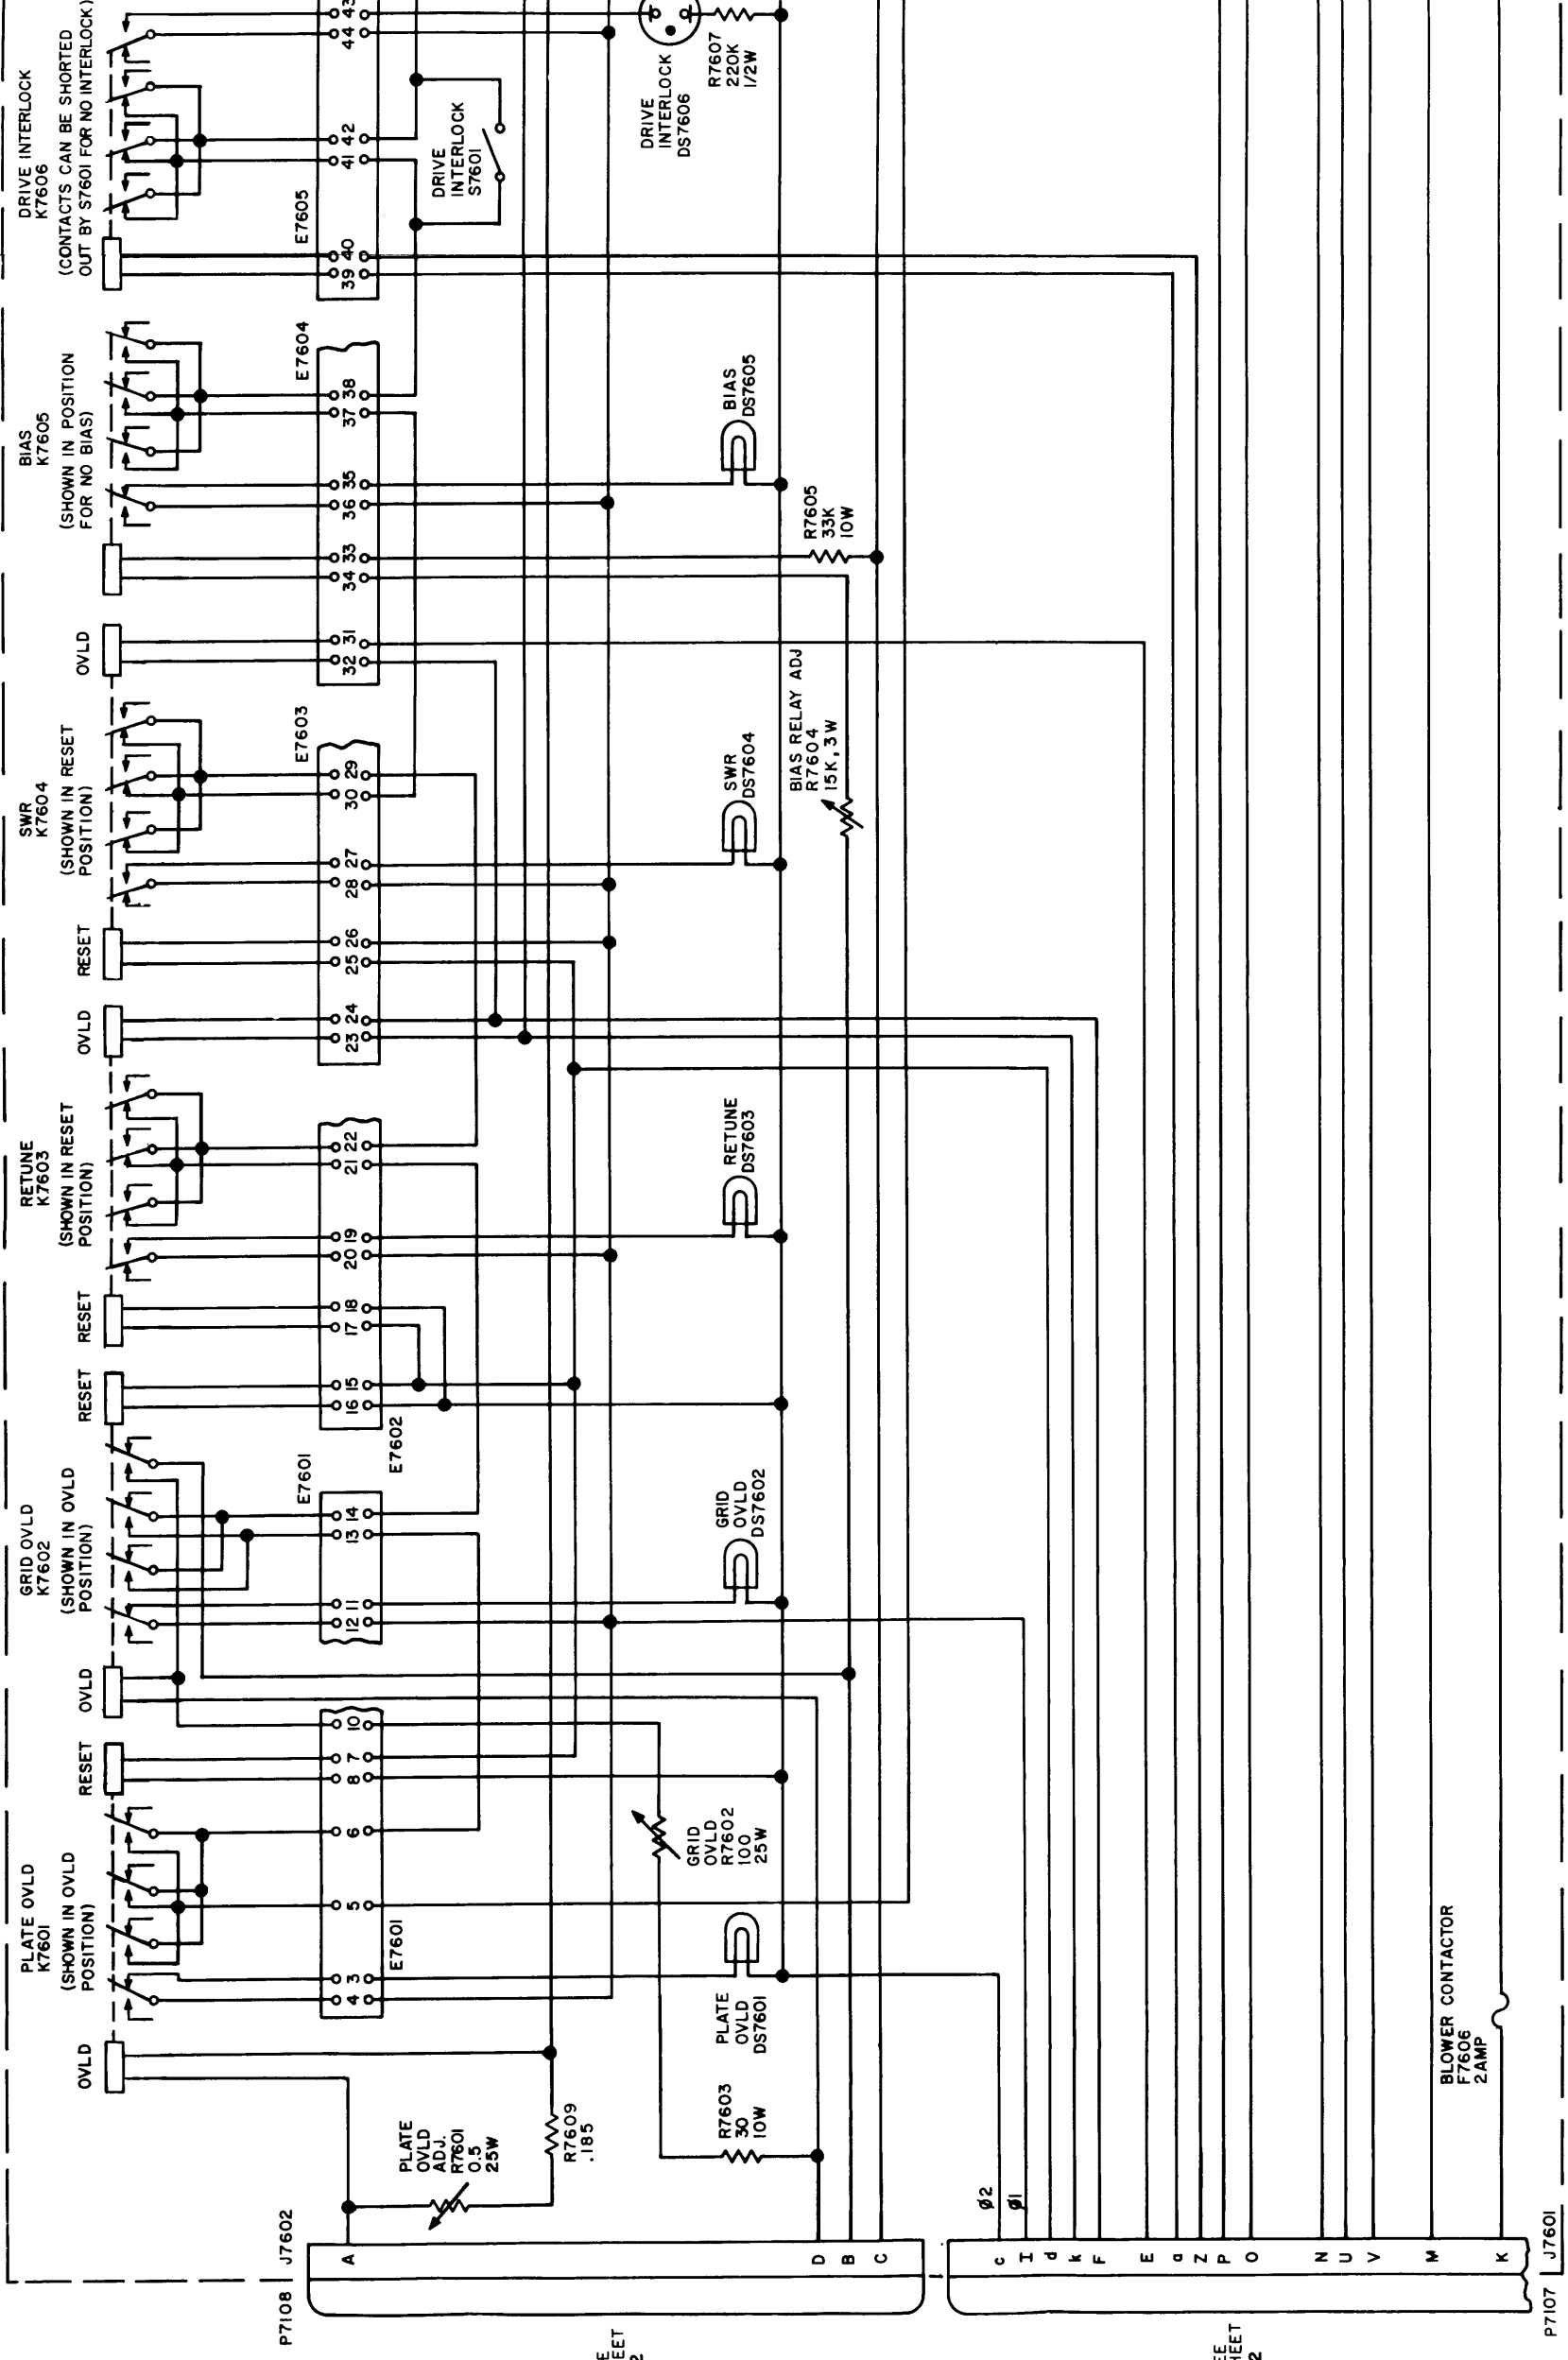 DRIVE INTERLOCK
K7606
(CONTACTS CAN BE SHORTED
OUT BY S7601 FOR NO INTERLOCK)
BIAS
K7605
(SHOWN IN POSITION
FOR NO BIAS)
SWR
K7604
(SHOWN IN RESET
POSITION)
RETUNE
K7603
(SHOWN IN RESET
POSITION)
GRID OVLD
K7602
(SHOWN IN OVLD
POSITION)
PLATE OVLD
K7601
(SHOWN IN OVLD
POSITION)
OVLD
RESET
OVLD
RESET
RESET
OVLD
RESET
OVLD
43
44
42
41
40
39
E7605
38
37
35
36
33
34
31
32
E7604
29
30
27
28
26
25
24
23
E7603
22
21
19
20
18
17
15
16
E7602
14
13
11
12
E7601
10
7
8
6
5
3
4
E7601
DRIVE
INTERLOCK
S7601
DRIVE
INTERLOCK
DS7606
R7607
220K
1/2W
BIAS
DS7605
R7605
33K
10W
SWR
DS7604
BIAS RELAY ADJ
R7604
15K, 3W
RETUNE
DS7603
GRID
OVLD
DS7602
GRID
OVLD
R7602
100
25W
PLATE
OVLD
DS7601
R7603
30
10W
PLATE
OVLD
ADJ.
R7601
0.5
25W
R7609
.185
BLOWER CONTACTOR
F7606
2AMP
P7108 J7602
A
D
B
C
Ø2
Ø1
c
I
d
k
F
E
a
Z
P
O
N
U
V
M
K
P7107 J7601